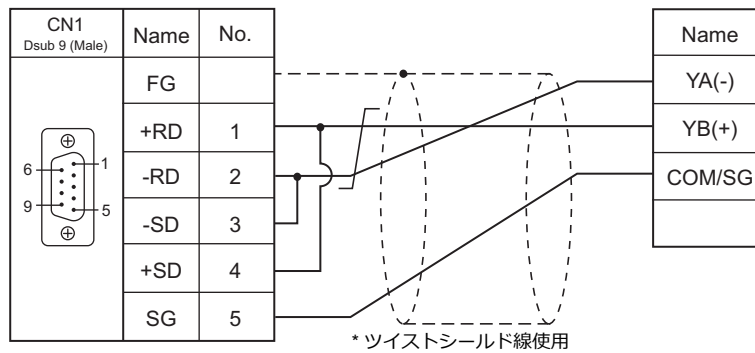 CN1
Dsub 9 (Male)
Name No.
FG
+RD 1
-RD 2
-SD 3
+SD 4
SG 5
6
1
9
5
* ツイストシールド線使用
Name
YA(-)
YB(+)
COM/SG